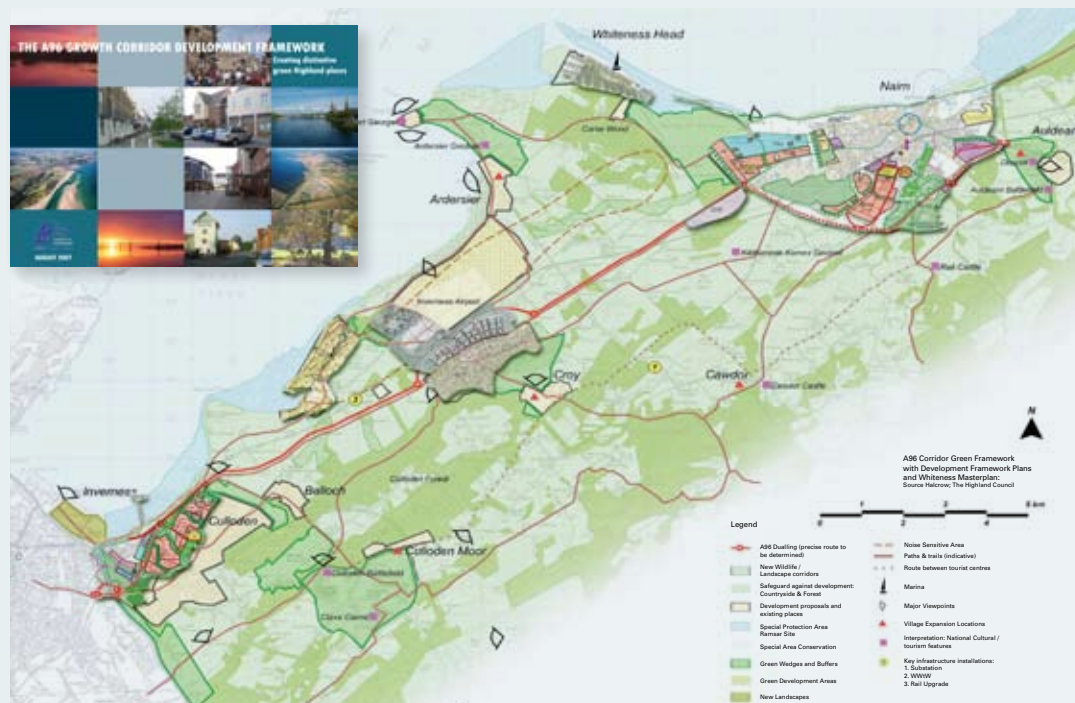 THE A96 GROWTH CORRIDOR DEVELOPMENT FRAMEWORK
Creating distinctive
green Highland places
AUGUST 2007
Whiteness Head
Nairn
Carse Wood
Auldearn
Ardersier
Inverness Airport
Croy
Cawdor
Cawdor Castle
Rait Castle
Inverness
Balloch
Culloden
Culloden Forest
Culloden Moor
Culloden Battlefield
Clava Cairns
1
3
N
A96 Corridor Green Framework
with Development Framework Plans
and Whiteness Masterplan:
Source Halcrow; The Highland Council
0 1 2 3 4 5 km
Legend
A96 Dualling (precise route to
be determined)
New Wildlife /
Landscape corridors
Safeguard against development:
Countryside & Forest
Development proposals and
existing places
Special Protection Area
Ramsar Site
Special Area Conservation
Green Wedges and Buffers
Green Development Areas
New Landscapes
Noise Sensitive Area
Paths & trails (indicative)
Route between tourist centres
Marina
Major Viewpoints
Village Expansion Locations
Interpretation: National Cultural /
tourism features
Key infrastructure installations:
1. Substation
2. WWtW
3. Rail Upgrade